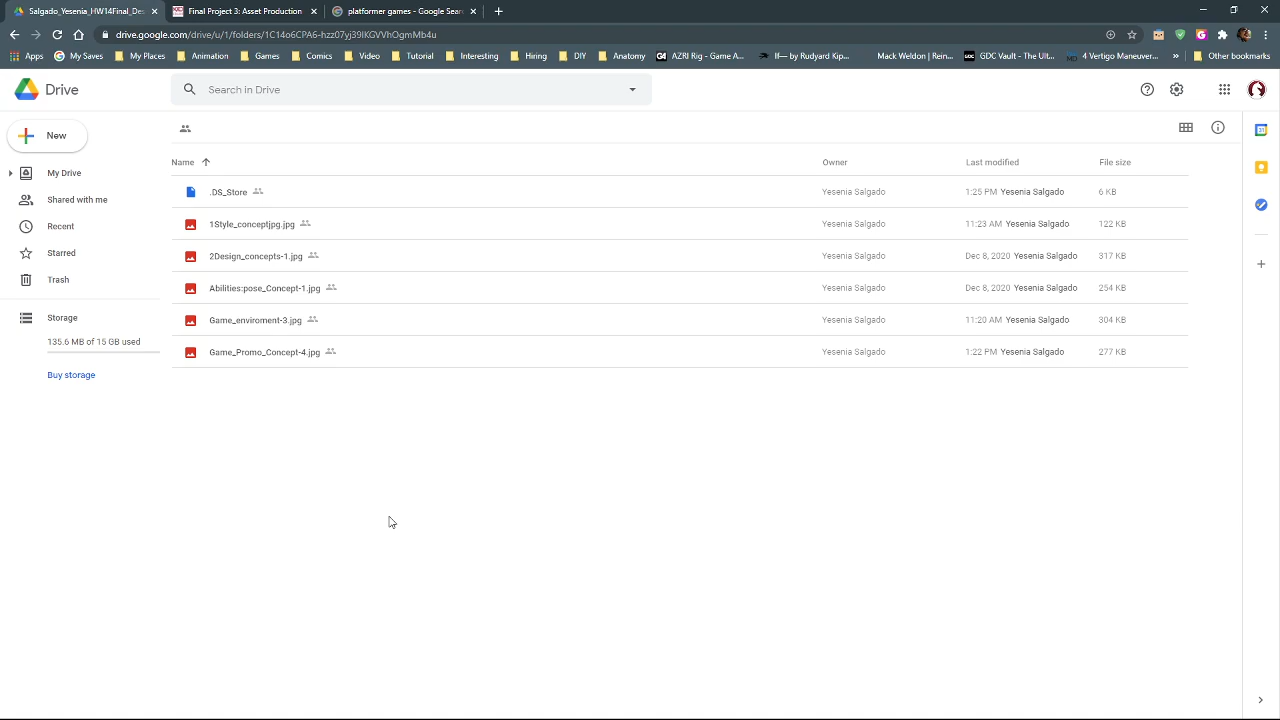 Salgado_Yesenia_HW14Final_Des
Final Project 3: Asset Production
platformer games - Google Searc
drive.google.com/drive/u/1/folders/1C14o6CPA6-hzz07yj39IKGVVhOgmMb4u
Apps
My Saves
My Places
Animation
Games
Comics
Video
Tutorial
Interesting
Hiring
DIY
Anatomy
AZRI Rig - Game A...
If— by Rudyard Kip...
Mack Weldon | Rein...
GDC Vault - The Ult...
4 Vertigo Maneuver...
»
Other bookmarks
Drive
Search in Drive
New
My Drive
Shared with me
Recent
Starred
Trash
Storage
135.6 MB of 15 GB used
Buy storage
Name Owner Last modified File size
.DS_Store Yesenia Salgado 1:25 PM Yesenia Salgado 6 KB
1Style_conceptjpg.jpg Yesenia Salgado 11:23 AM Yesenia Salgado 122 KB
2Design_concepts-1.jpg Yesenia Salgado Dec 8, 2020 Yesenia Salgado 317 KB
Abilities:pose_Concept-1.jpg Yesenia Salgado Dec 8, 2020 Yesenia Salgado 254 KB
Game_enviroment-3.jpg Yesenia Salgado 11:20 AM Yesenia Salgado 304 KB
Game_Promo_Concept-4.jpg Yesenia Salgado 1:22 PM Yesenia Salgado 277 KB